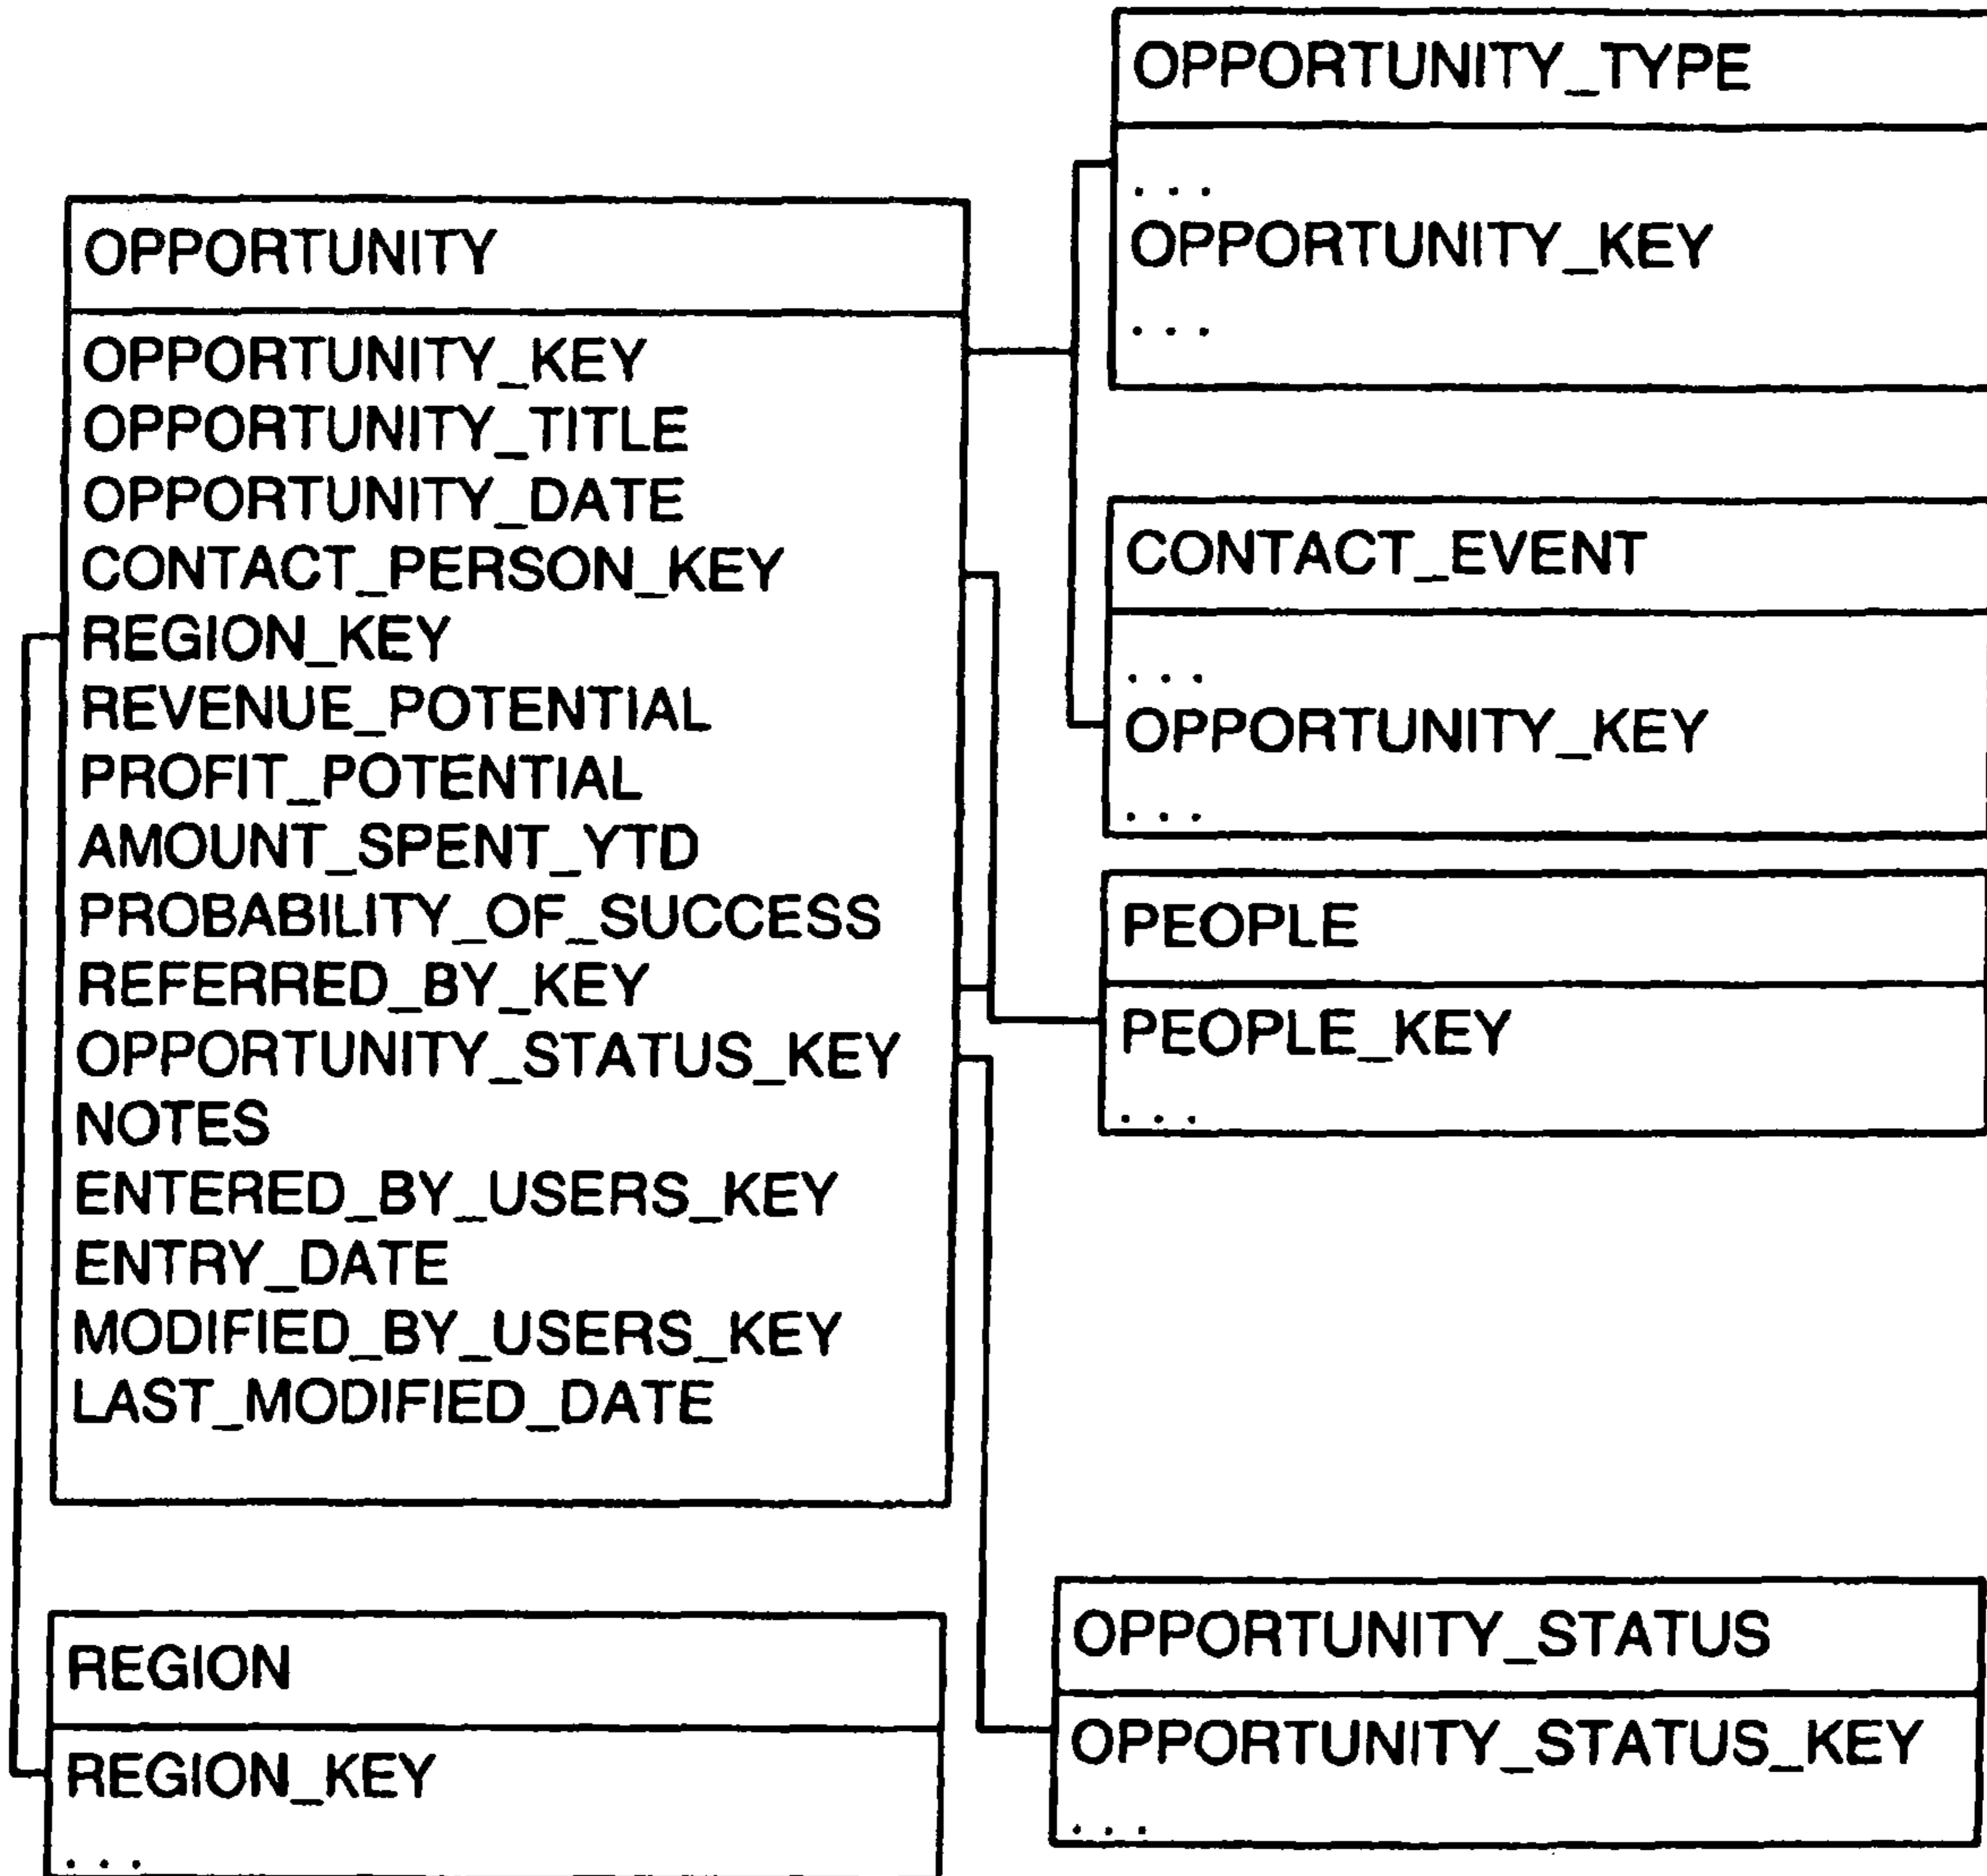 OPPORTUNITY
OPPORTUNITY_KEY
OPPORTUNITY_TITLE
OPPORTUNITY_DATE
CONTACT_PERSON_KEY
REGION_KEY
REVENUE_POTENTIAL
PROFIT_POTENTIAL
AMOUNT_SPENT_YTD
PROBABILITY_OF_SUCCESS
REFERRED_BY_KEY
OPPORTUNITY_STATUS_KEY
NOTES
ENTERED_BY_USERS_KEY
ENTRY_DATE
MODIFIED_BY_USERS_KEY
LAST_MODIFIED_DATE
REGION
REGION_KEY
. . .
OPPORTUNITY_TYPE
. . .
OPPORTUNITY_KEY
. . .
CONTACT_EVENT
. . .
OPPORTUNITY_KEY
. . .
PEOPLE
PEOPLE_KEY
. . .
OPPORTUNITY_STATUS
OPPORTUNITY_STATUS_KEY
. . .